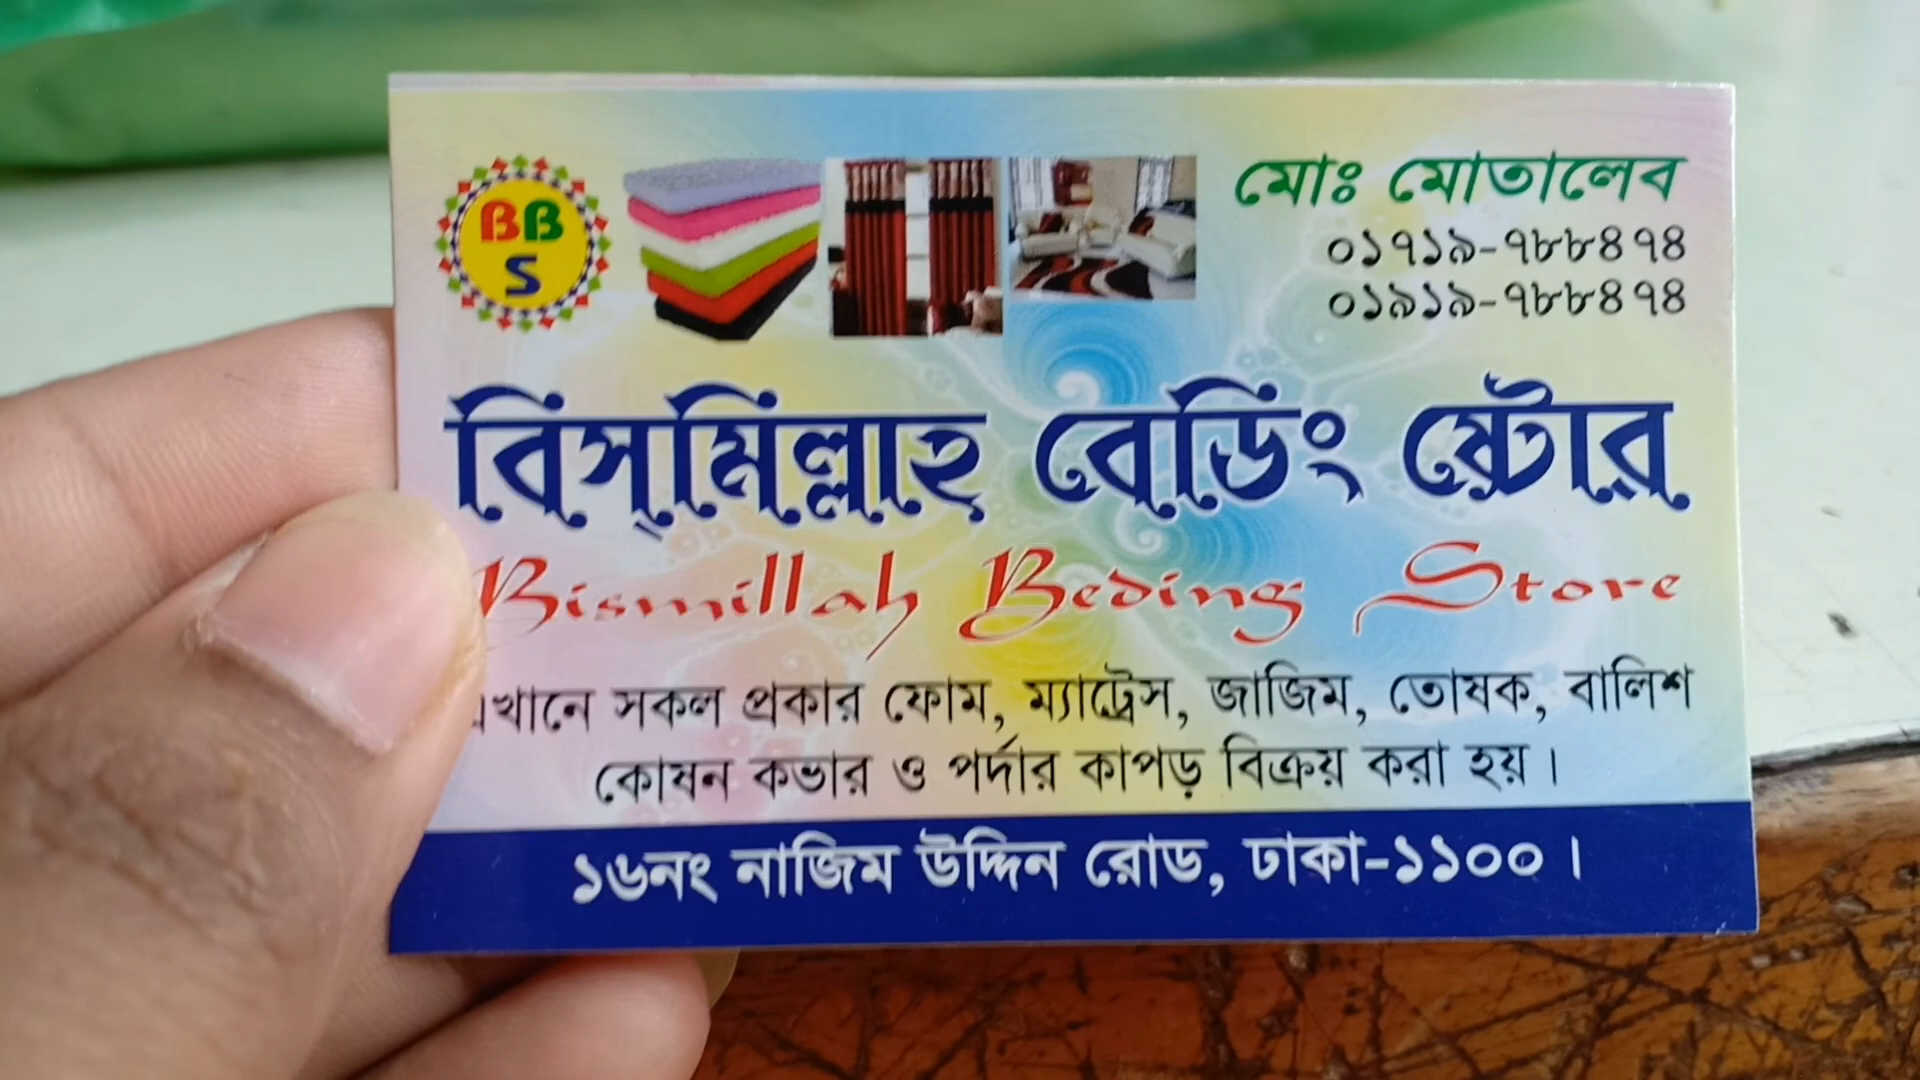 BB
S
মোঃ মোতালেব
০১৭১৯-৭৮৮৪৭৪
০১৯১৯-৭৮৮৪৭৪
বিস্‌মিল্লাহ বেডিং ষ্টোর
Bismillah Beding Store
এখানে সকল প্রকার ফোম, ম্যাট্রেস, জাজিম, তোষক, বালিশ
কোষন কভার ও পর্দার কাপড় বিক্রয় করা হয়।
১৬নং নাজিম উদ্দিন রোড, ঢাকা-১১০০।